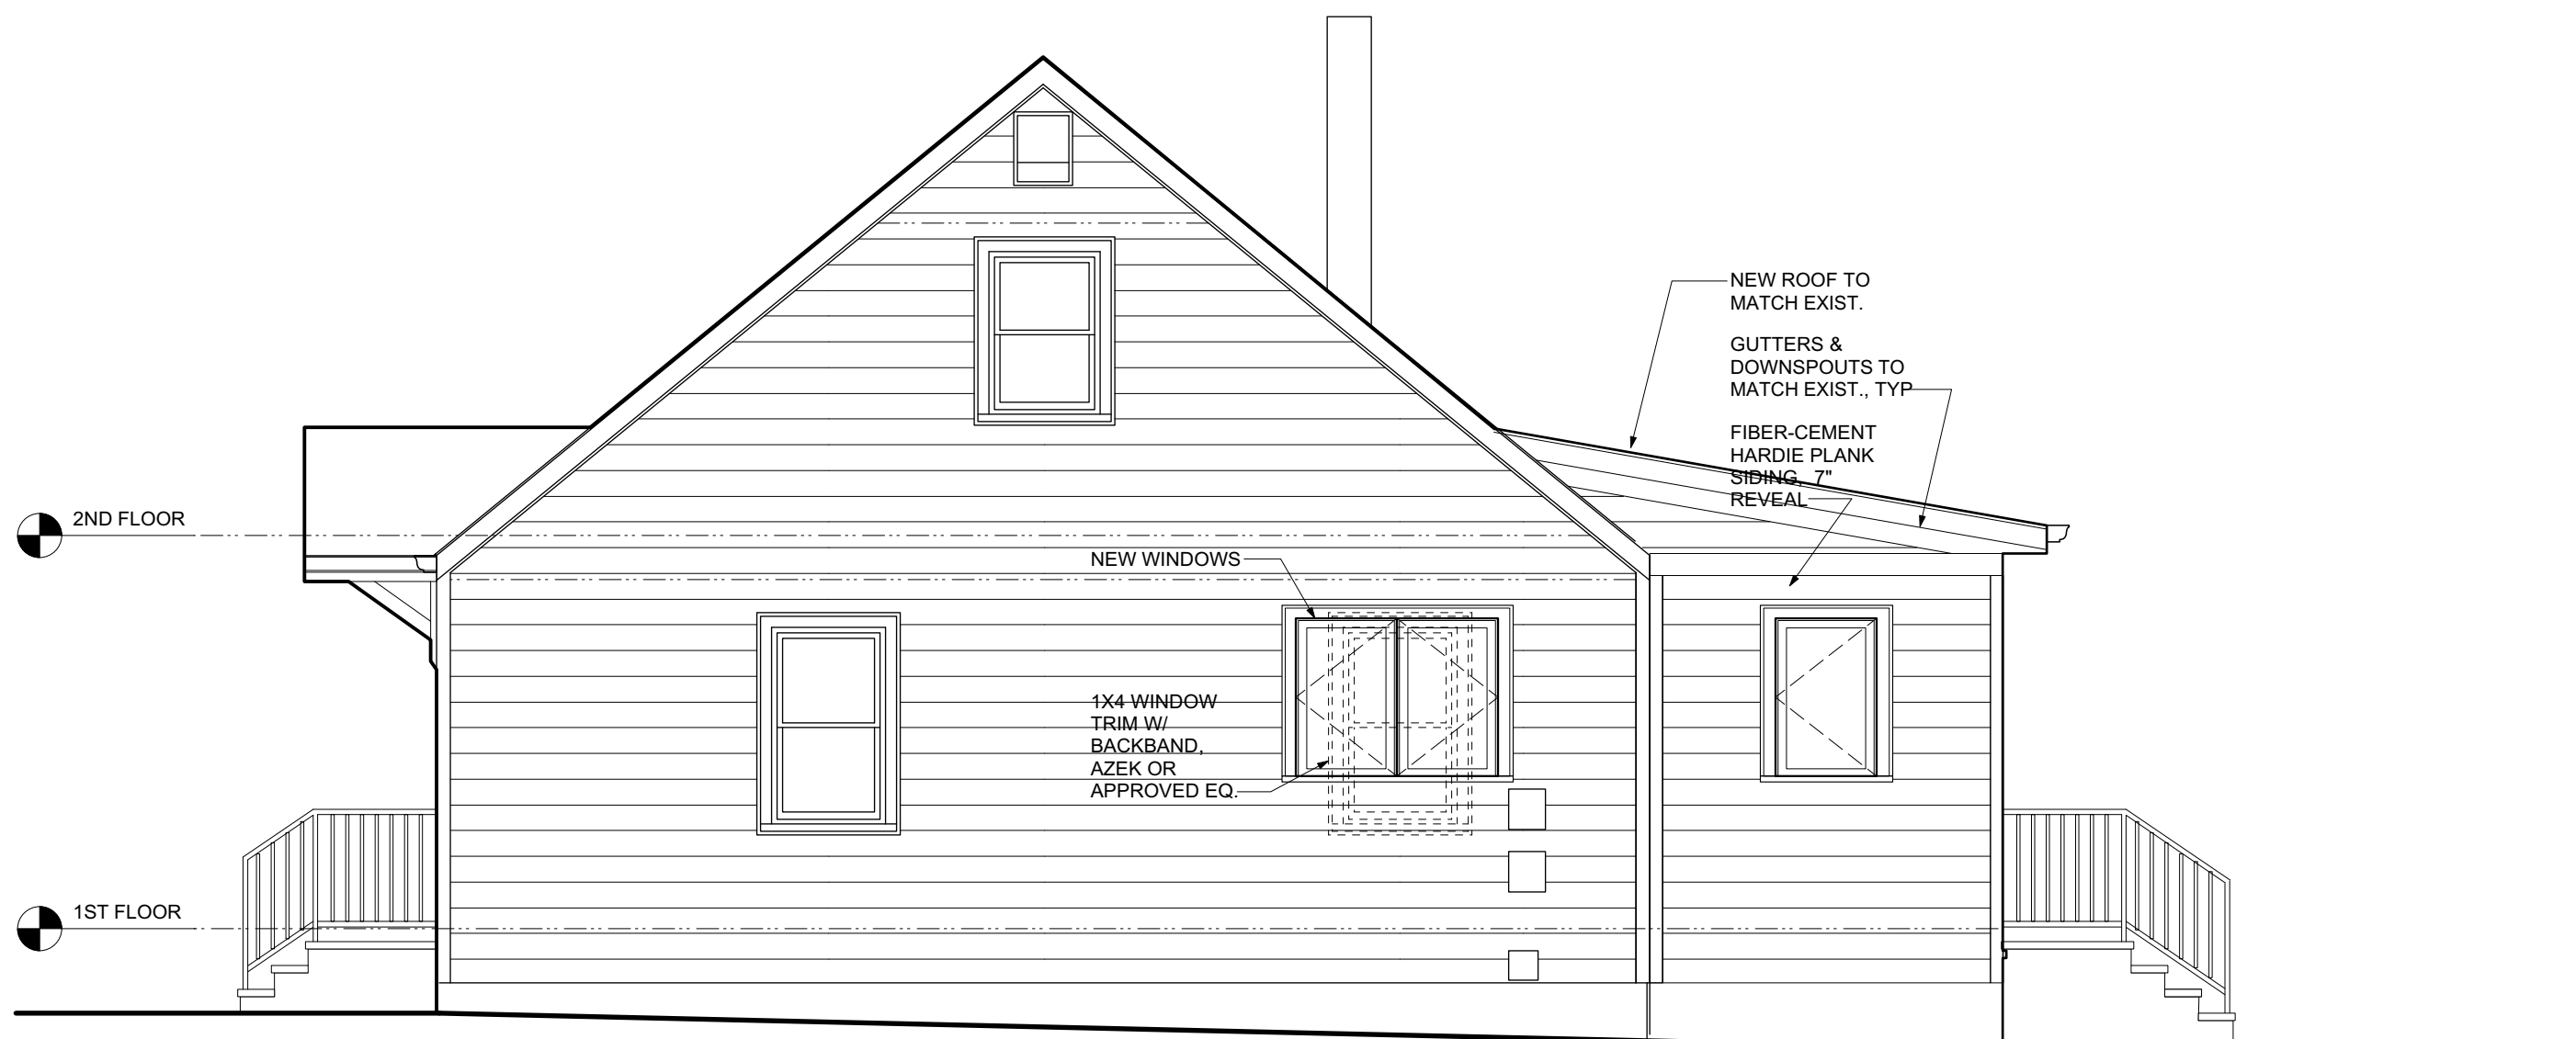 NEW ROOF TO
MATCH EXIST.
GUTTERS &
DOWNSPOUTS TO
MATCH EXIST., TYP
FIBER-CEMENT
HARDIE PLANK
SIDING, 7"
REVEAL
2ND FLOOR
NEW WINDOWS
1X4 WINDOW
TRIM W/
BACKBAND,
AZEK OR
APPROVED EQ.
1ST FLOOR